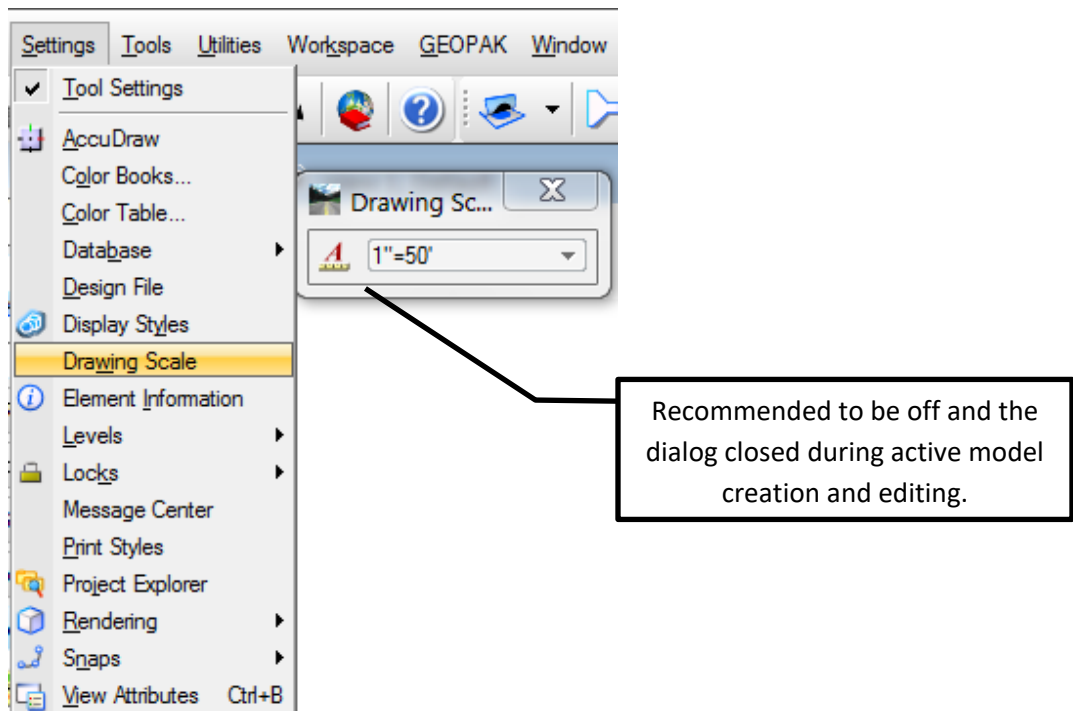 Settings Tools Utilities Workspace GEOPAK Window
Tool Settings
AccuDraw
Color Books...
Color Table...
Database
Design File
Display Styles
Drawing Scale
Element Information
Levels
Locks
Message Center
Print Styles
Project Explorer
Rendering
Snaps
View Attributes Ctrl+B
Drawing Sc...
A 1"=50'
Recommended to be off and the
dialog closed during active model
creation and editing.